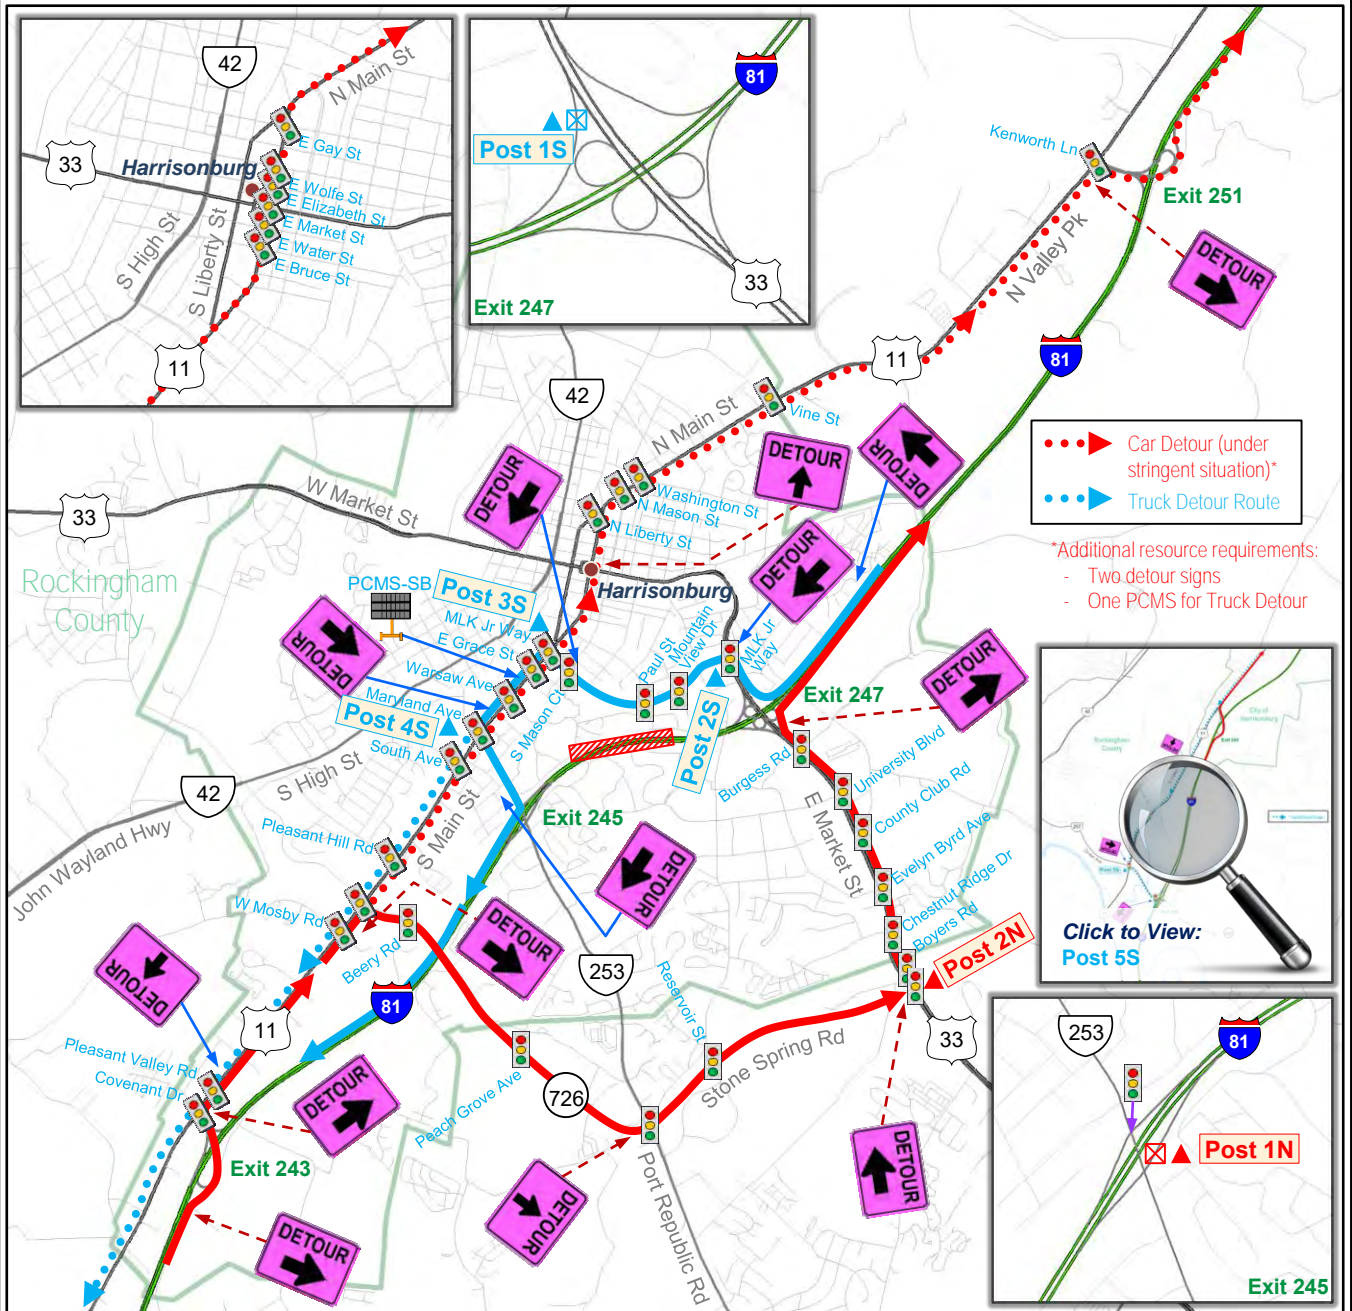 42
N Main St
E Gay St
33
Harrisonburg
E Wolfe St
E Elizabeth St
E Market St
E Water St
E Bruce St
S High St
S Liberty St
11
81
Post 1S
33
Exit 247
Kenworth Ln
Exit 251
DETOUR
N Valley Pk
81
11
42
Vine St
N Main St
DETOUR
DETOUR
DETOUR
Car Detour (under
stringent situation)*
Truck Detour Route
*Additional resource requirements:
- Two detour signs
- One PCMS for Truck Detour
33
W Market St
Washington St
N Mason St
N Liberty St
DETOUR
Rockingham
County
Harrisonburg
PCMS-SB
Post 3S
MLK Jr Way
E Grace St
Warsaw Ave
Maryland Ave
DETOUR
Post 4S
South Ave
S Mason Ct
Paul St
Mountain
View Dr
MLK Jr
Way
Post 2S
Exit 247
DETOUR
Burgess Rd
University Blvd
County Club Rd
Evelyn Byrd Ave
Chestnut Ridge Dr
Boyers Rd
E Market St
Post 2N
42
S High St
John Wayland Hwy
Exit 245
Pleasant Hill Rd
S Main St
DETOUR
W Mosby Rd
Beery Rd
DETOUR
DETOUR
253
81
11
Reservoir St
Stone Spring Rd
33
Pleasant Valley Rd
Covenant Dr
DETOUR
Peach Grove Ave
726
Exit 243
DETOUR
DETOUR
Port Republic Rd
DETOUR
Rockingham
County
City of
Harrisonburg
Click to View:
Post 5S
253
81
Post 1N
Exit 245